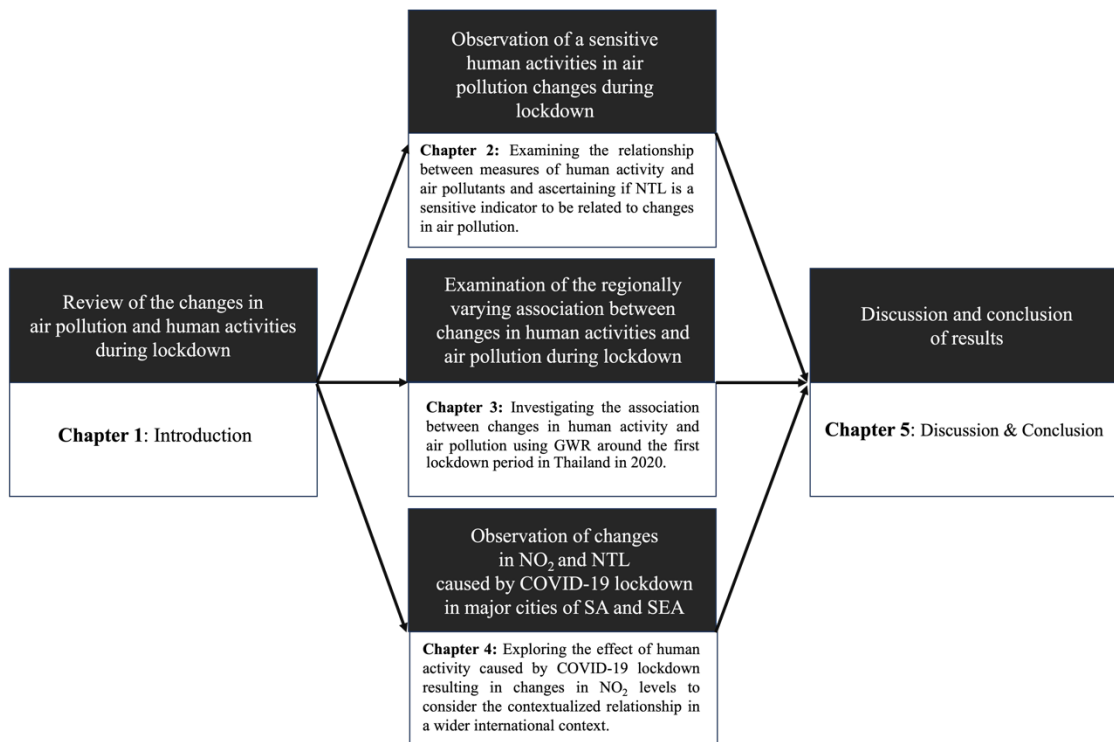 Review of the changes in
air pollution and human activities
during lockdown
Chapter 1: Introduction
Observation of a sensitive
human activities in air
pollution changes during
lockdown
Chapter 2: Examining the relationship
between measures of human activity and
air pollutants and ascertaining if NTL is a
sensitive indicator to be related to changes
in air pollution.
Examination of the regionally
varying association between
changes in human activities and
air pollution during lockdown
Chapter 3: Investigating the association
between changes in human activity and
air pollution using GWR around the first
lockdown period in Thailand in 2020.
Observation of changes
in NO₂ and NTL
caused by COVID-19 lockdown
in major cities of SA and SEA
Chapter 4: Exploring the effect of human
activity caused by COVID-19 lockdown
resulting in changes in NO₂ levels to
consider the contextualized relationship in
a wider international context.
Discussion and conclusion
of results
Chapter 5: Discussion & Conclusion